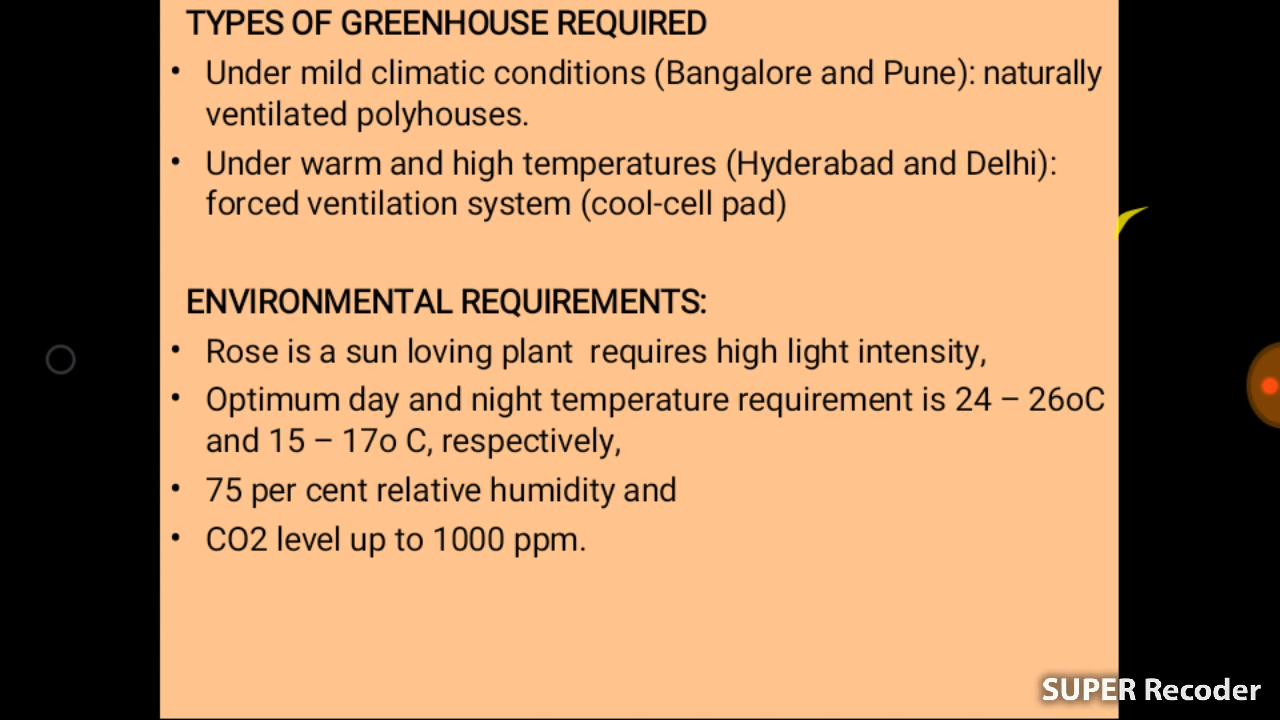 TYPES OF GREENHOUSE REQUIRED
• Under mild climatic conditions (Bangalore and Pune): naturally
ventilated polyhouses.
• Under warm and high temperatures (Hyderabad and Delhi):
forced ventilation system (cool-cell pad)
ENVIRONMENTAL REQUIREMENTS:
• Rose is a sun loving plant  requires high light intensity,
• Optimum day and night temperature requirement is 24 – 26oC
and 15 – 17o C, respectively,
• 75 per cent relative humidity and
• CO2 level up to 1000 ppm.
SUPER Recoder